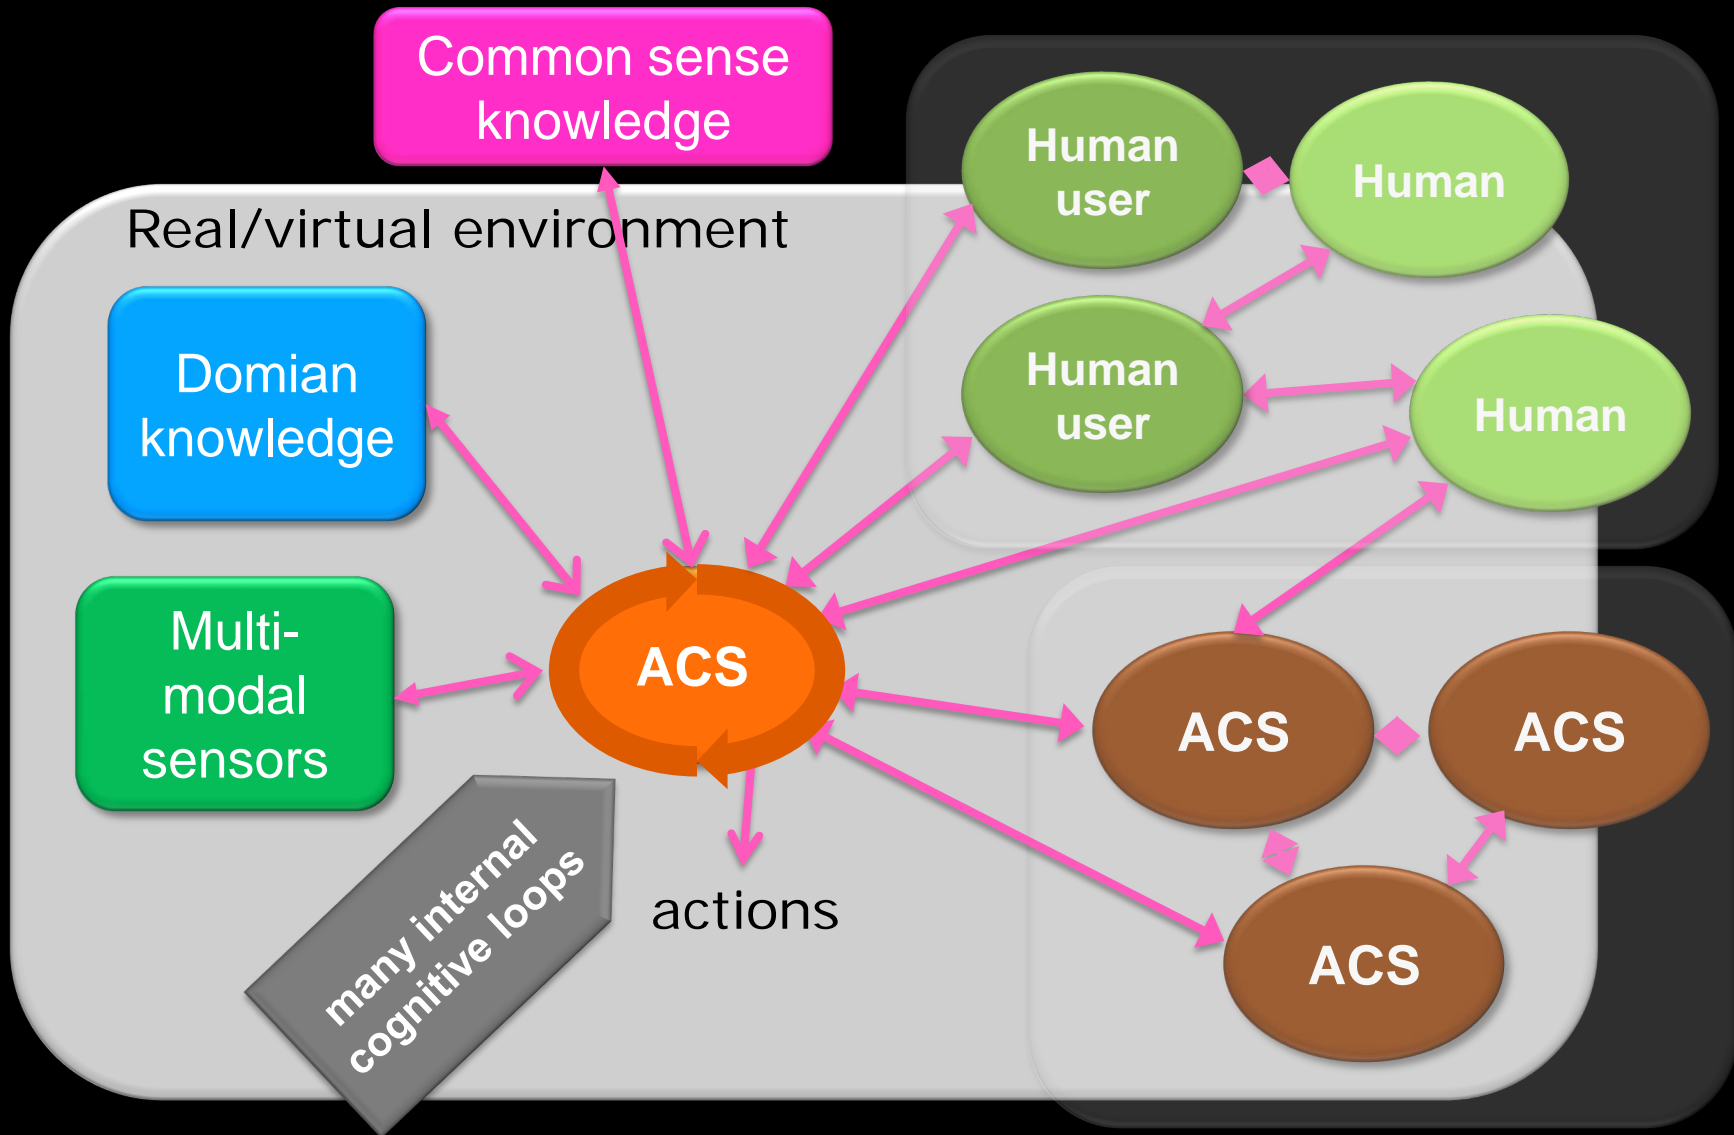 Common sense
knowledge
Real/virtual environment
Human
user
Human
Domian
knowledge
Human
user
Human
Multi-
modal
sensors
ACS
ACS
ACS
many internal
cognitive loops
actions
ACS